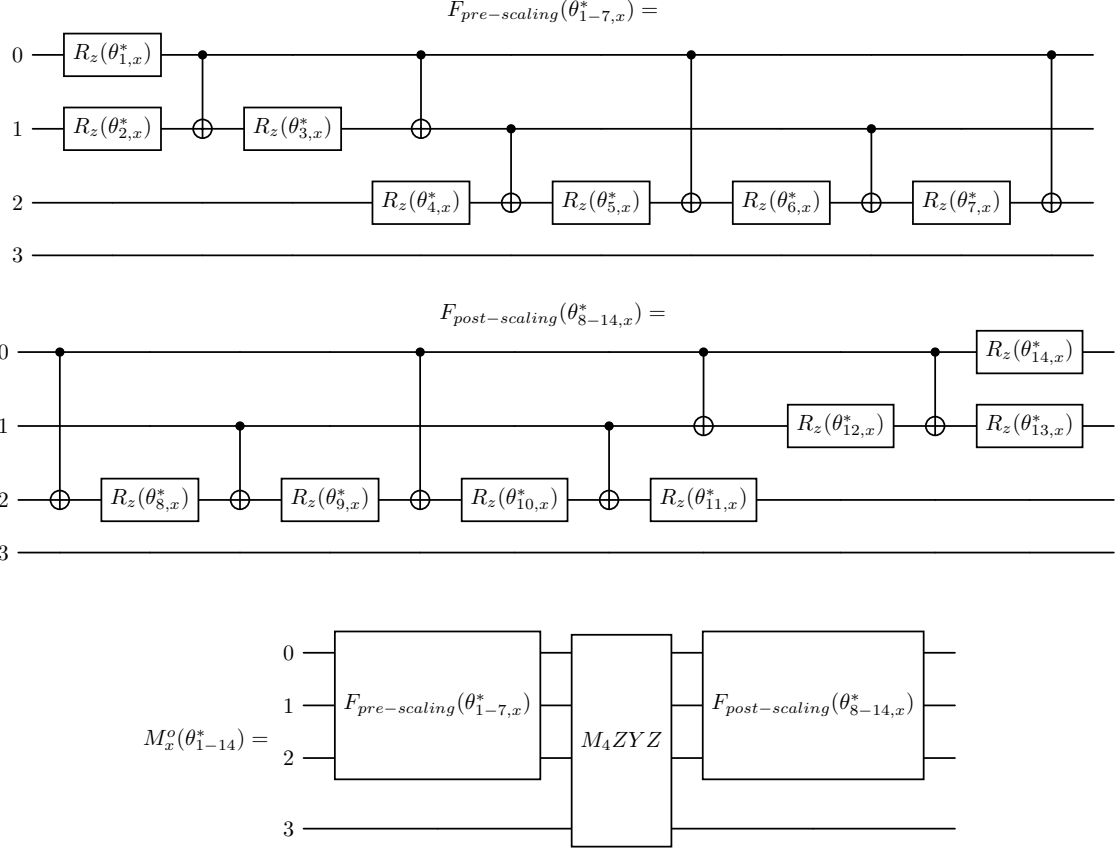 F_{pre-scaling}(θ^*_{1-7,x}) =
0 R_z(θ^*_{1,x})
1 R_z(θ^*_{2,x}) R_z(θ^*_{3,x})
2 R_z(θ^*_{4,x}) R_z(θ^*_{5,x}) R_z(θ^*_{6,x}) R_z(θ^*_{7,x})
3
F_{post-scaling}(θ^*_{8-14,x}) =
0 R_z(θ^*_{14,x})
1 R_z(θ^*_{12,x}) R_z(θ^*_{13,x})
2 R_z(θ^*_{8,x}) R_z(θ^*_{9,x}) R_z(θ^*_{10,x}) R_z(θ^*_{11,x})
3
0
1 F_{pre-scaling}(θ^*_{1-7,x}) F_{post-scaling}(θ^*_{8-14,x})
M^o_x(θ^*_{1-14}) = M_4ZYZ
2
3